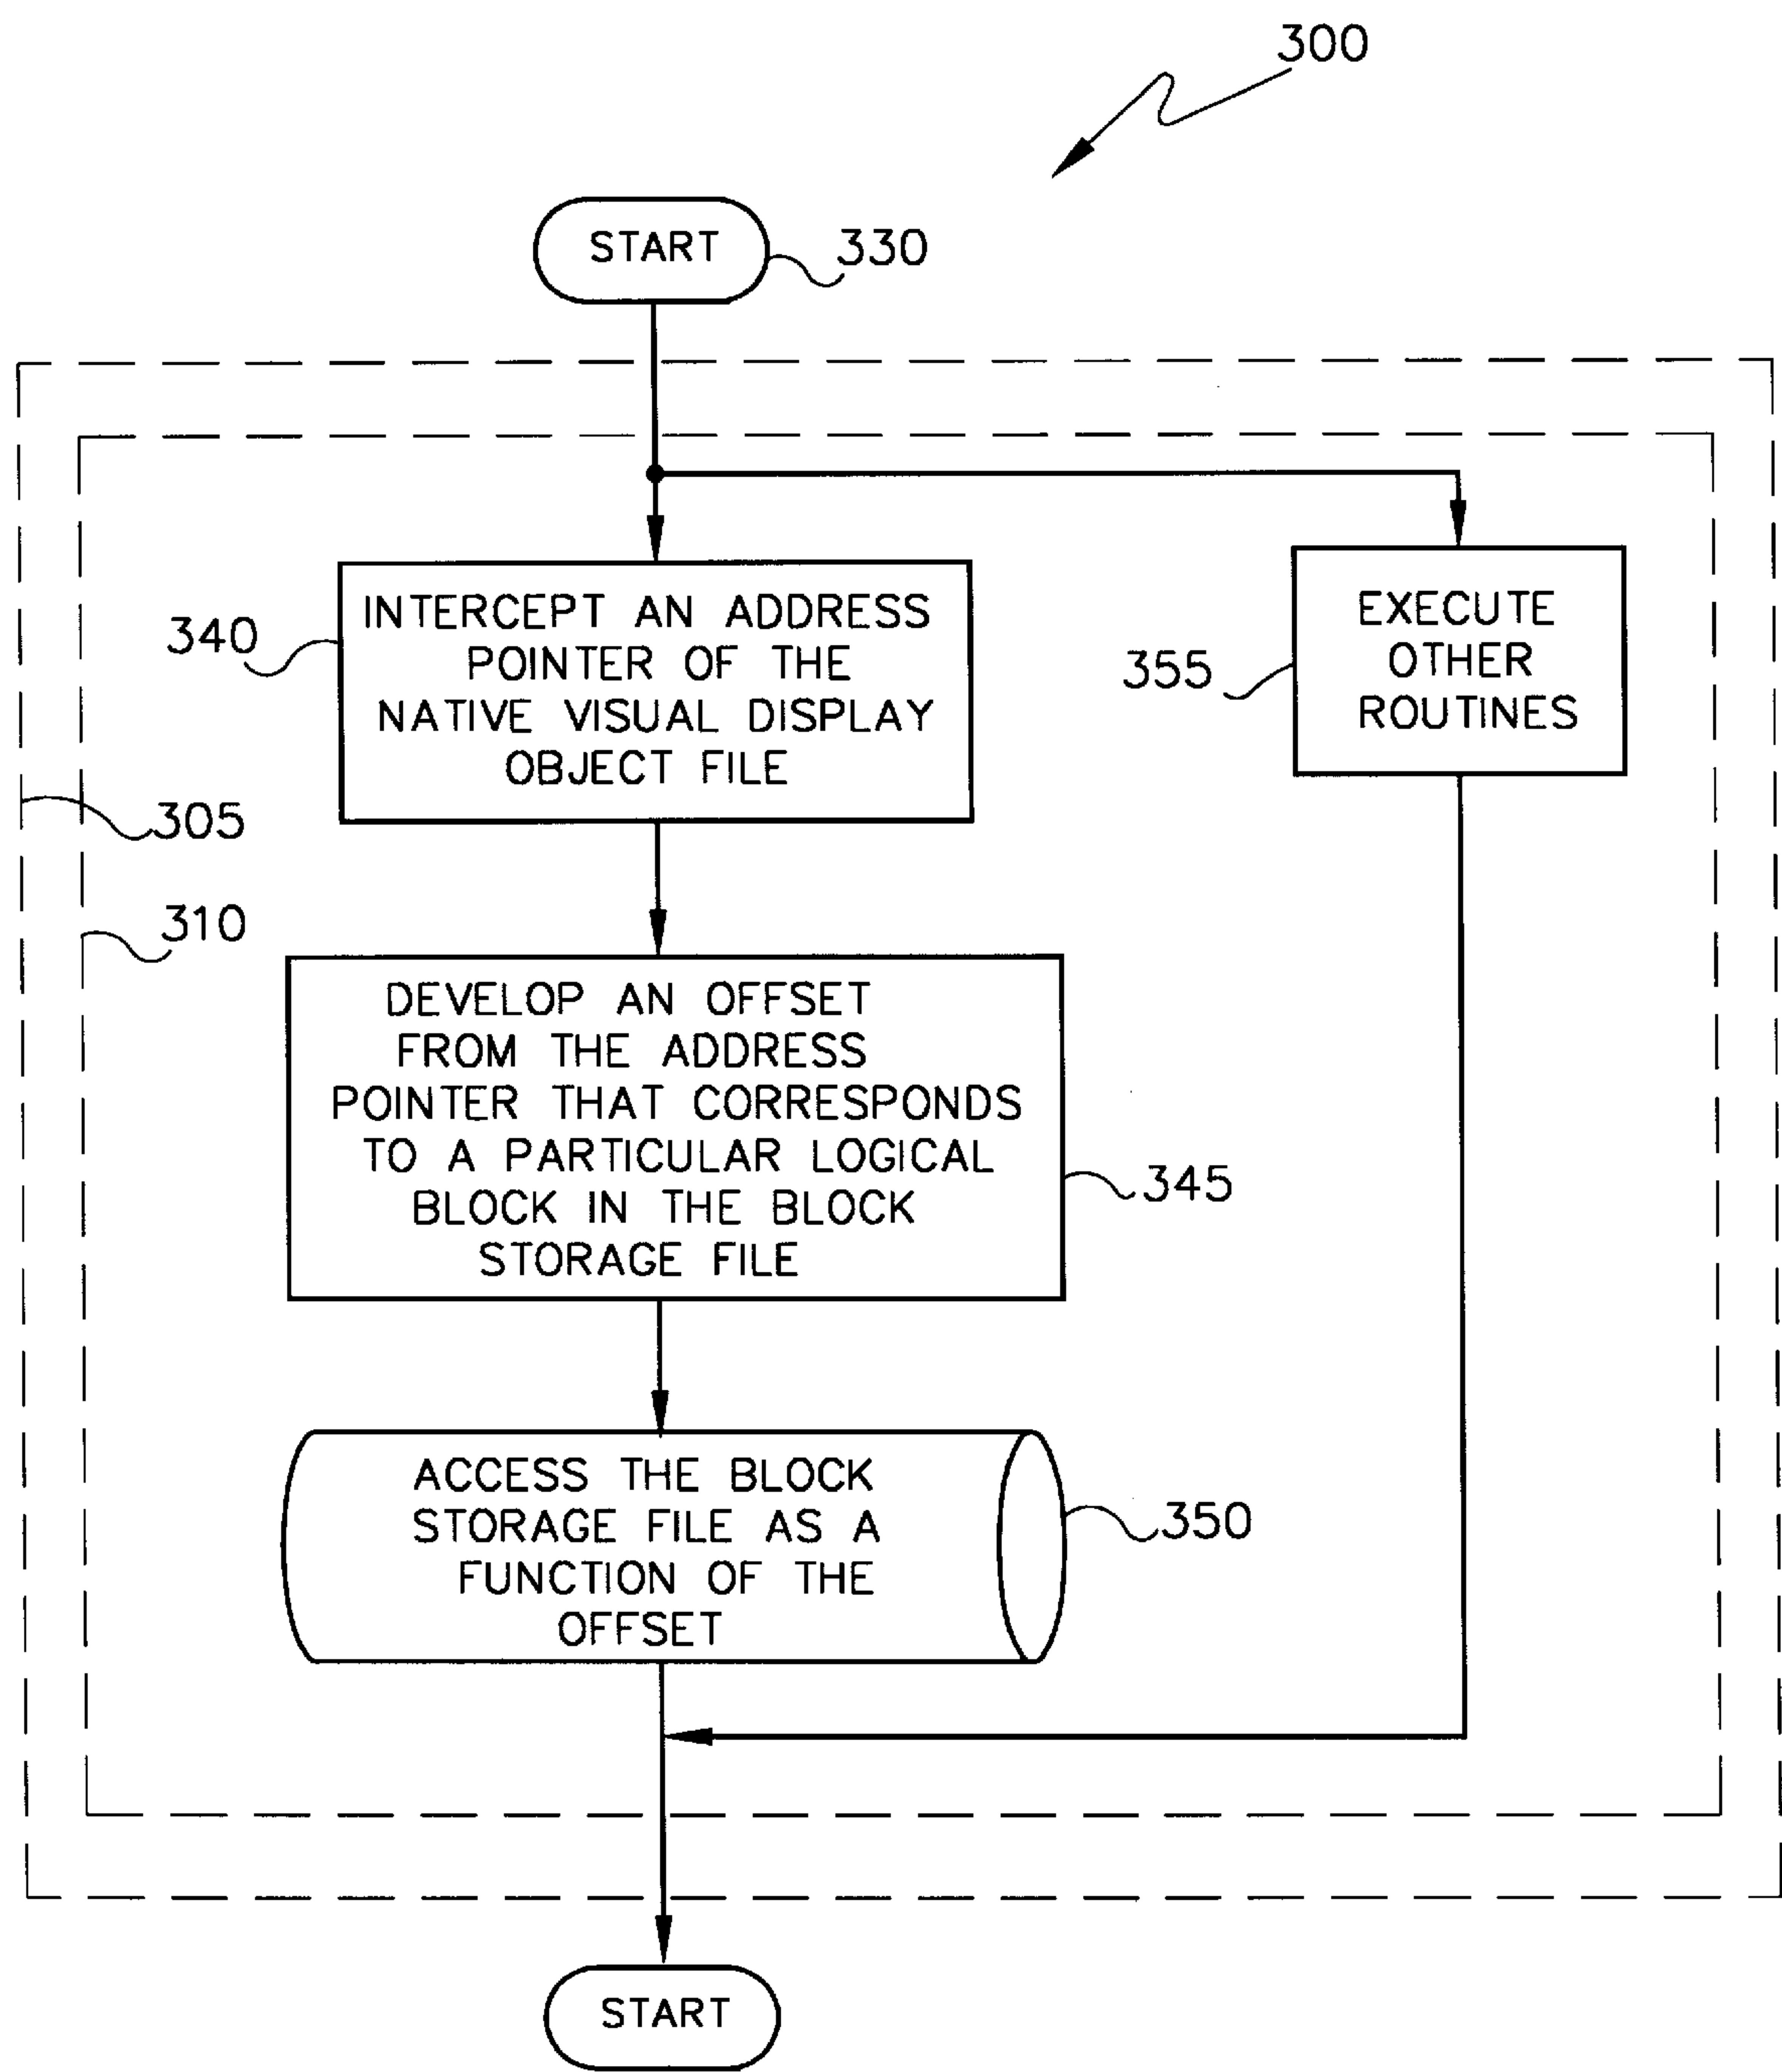 300
START
330
INTERCEPT AN ADDRESS
POINTER OF THE
NATIVE VISUAL DISPLAY
OBJECT FILE
340
EXECUTE
OTHER
ROUTINES
355
305
310
DEVELOP AN OFFSET
FROM THE ADDRESS
POINTER THAT CORRESPONDS
TO A PARTICULAR LOGICAL
BLOCK IN THE BLOCK
STORAGE FILE
345
ACCESS THE BLOCK
STORAGE FILE AS A
FUNCTION OF THE
OFFSET
350
START